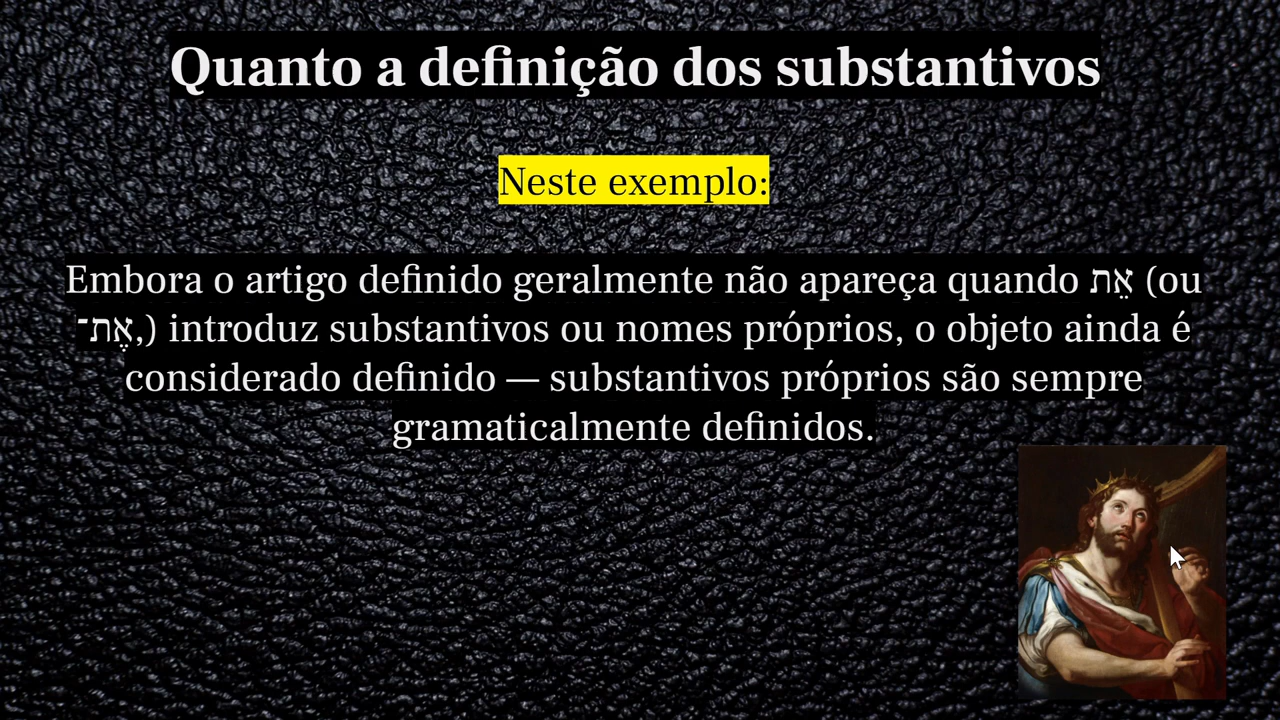 Quanto a definição dos substantivos
Neste exemplo:
Embora o artigo definido geralmente não apareça quando אֵת (ou
אֶת־,) introduz substantivos ou nomes próprios, o objeto ainda é
considerado definido — substantivos próprios são sempre
gramaticalmente definidos.